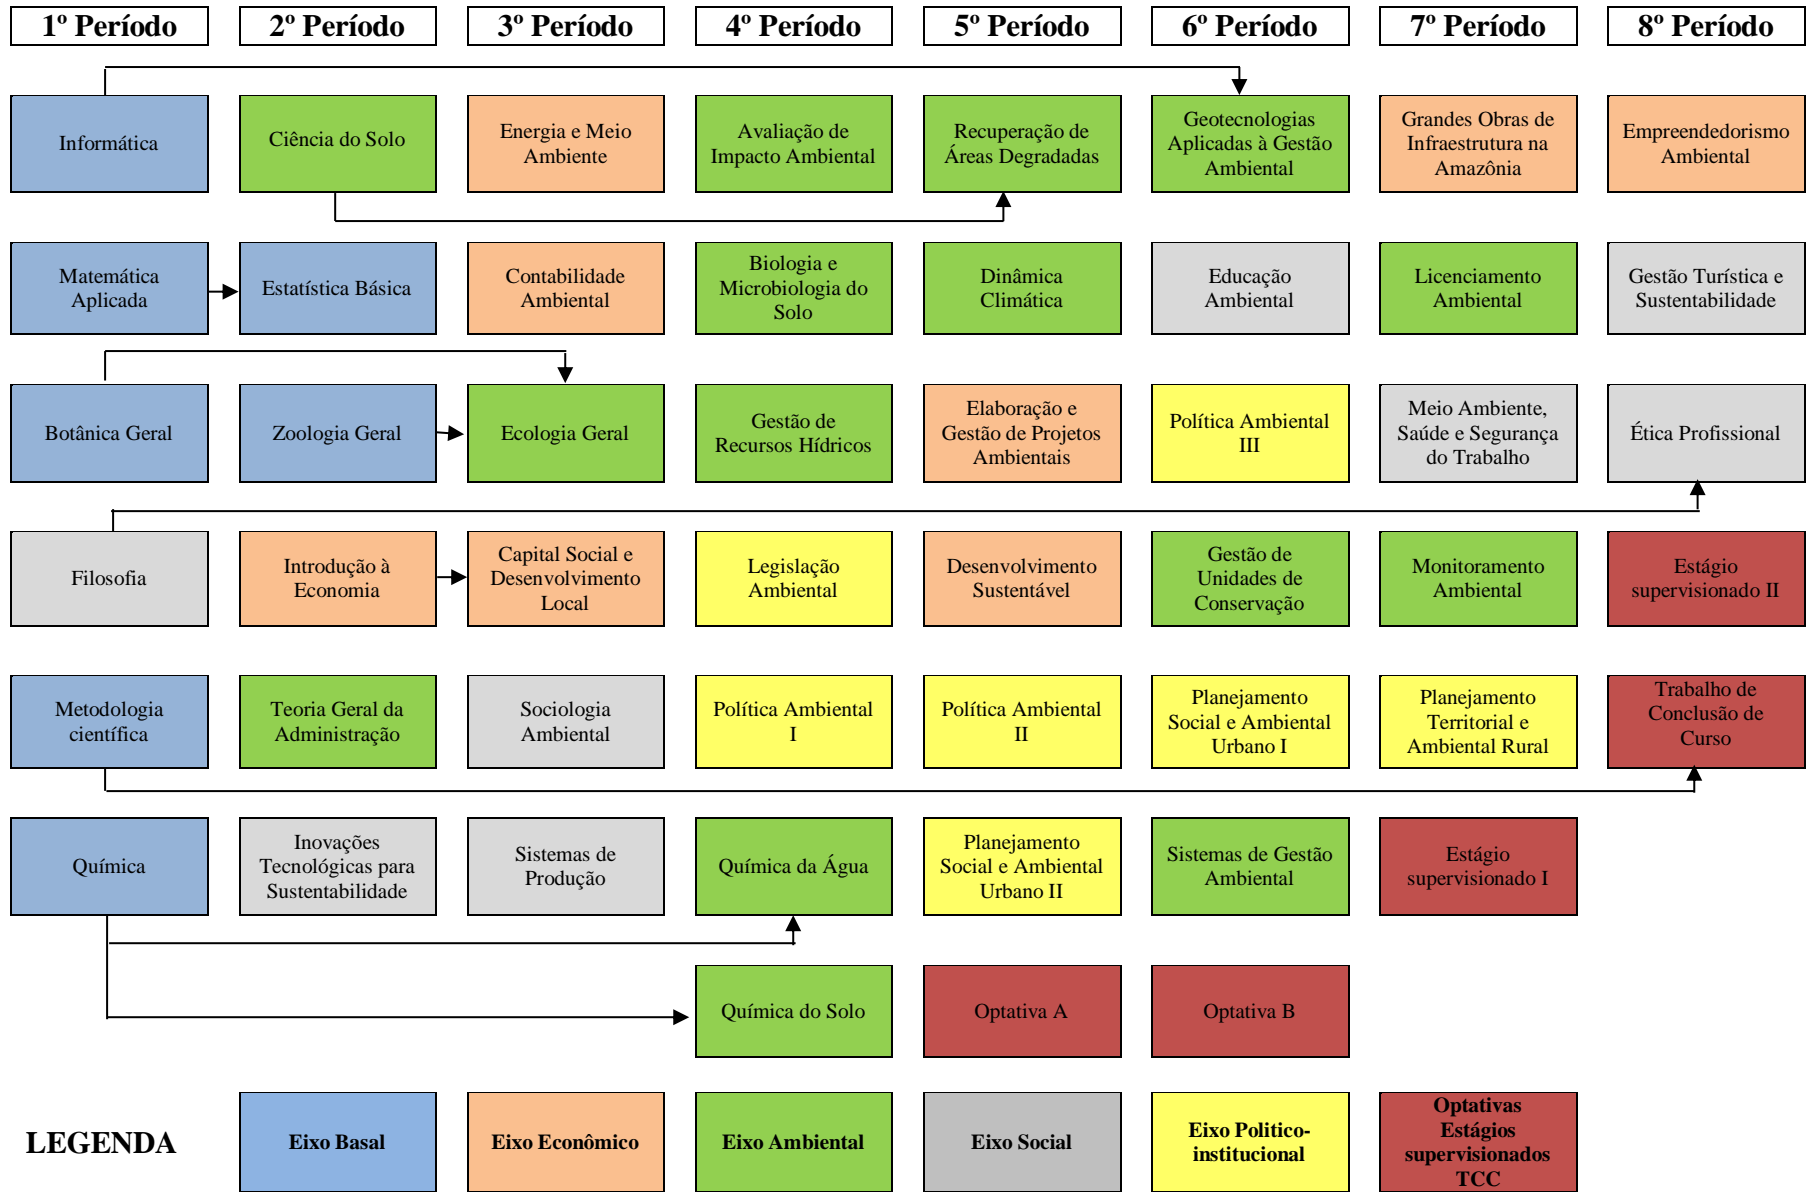 1º Período
2º Período
3º Período
4º Período
5º Período
6º Período
7º Período
8º Período
Informática
Ciência do Solo
Energia e Meio
Ambiente
Avaliação de
Impacto Ambiental
Recuperação de
Áreas Degradadas
Geotecnologias
Aplicadas à Gestão
Ambiental
Grandes Obras de
Infraestrutura na
Amazônia
Empreendedorismo
Ambiental
Matemática
Aplicada
Estatística Básica
Contabilidade
Ambiental
Biologia e
Microbiologia do
Solo
Dinâmica
Climática
Educação
Ambiental
Licenciamento
Ambiental
Gestão Turística e
Sustentabilidade
Botânica Geral
Zoologia Geral
Ecologia Geral
Gestão de
Recursos Hídricos
Elaboração e
Gestão de Projetos
Ambientais
Política Ambiental
III
Meio Ambiente,
Saúde e Segurança
do Trabalho
Ética Profissional
Filosofia
Introdução à
Economia
Capital Social e
Desenvolvimento
Local
Legislação
Ambiental
Desenvolvimento
Sustentável
Gestão de
Unidades de
Conservação
Monitoramento
Ambiental
Estágio
supervisionado II
Metodologia
científica
Teoria Geral da
Administração
Sociologia
Ambiental
Política Ambiental
I
Política Ambiental
II
Planejamento
Social e Ambiental
Urbano I
Planejamento
Territorial e
Ambiental Rural
Trabalho de
Conclusão de
Curso
Química
Inovações
Tecnológicas para
Sustentabilidade
Sistemas de
Produção
Química da Água
Planejamento
Social e Ambiental
Urbano II
Sistemas de Gestão
Ambiental
Estágio
supervisionado I
Química do Solo
Optativa A
Optativa B
LEGENDA
Eixo Basal
Eixo Econômico
Eixo Ambiental
Eixo Social
Eixo Politico-
institucional
Optativas
Estágios
supervisionados
TCC